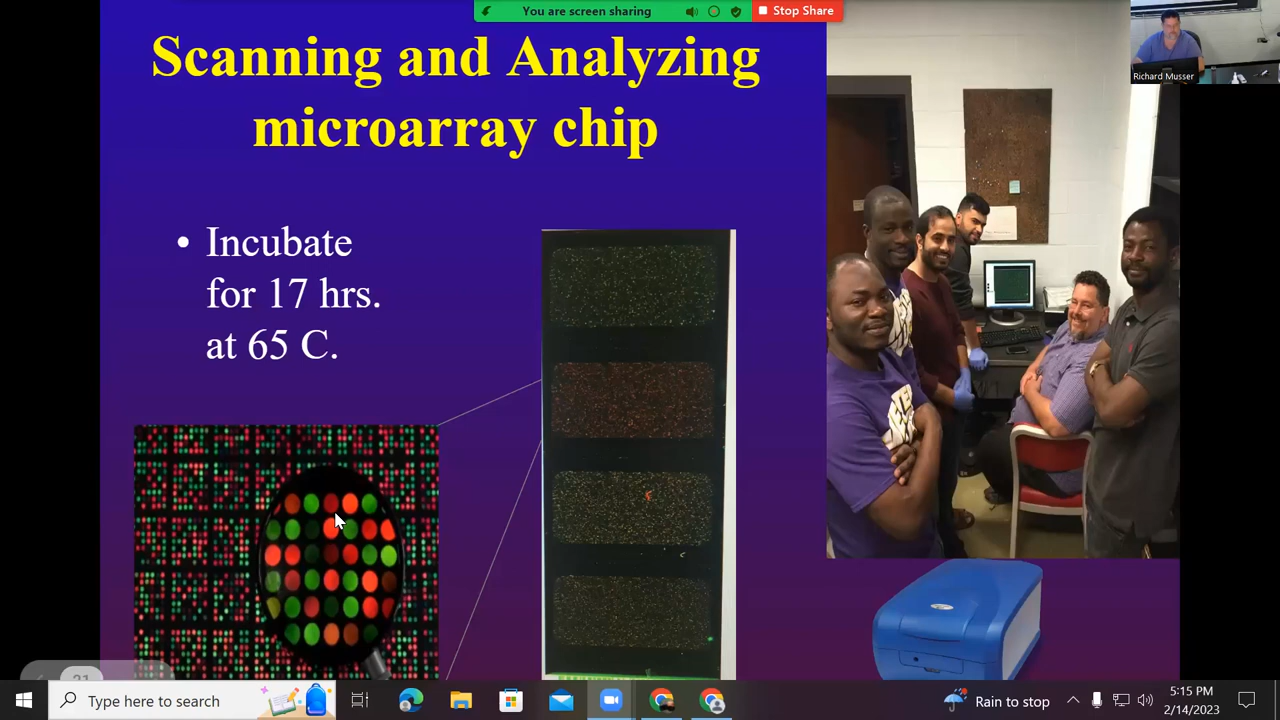 You are screen sharing
Stop Share
Scanning and Analyzing
microarray chip
Richard Musser
• Incubate
for 17 hrs.
at 65 C.
21
Type here to search
Rain to stop
5:15 PM
2/14/2023